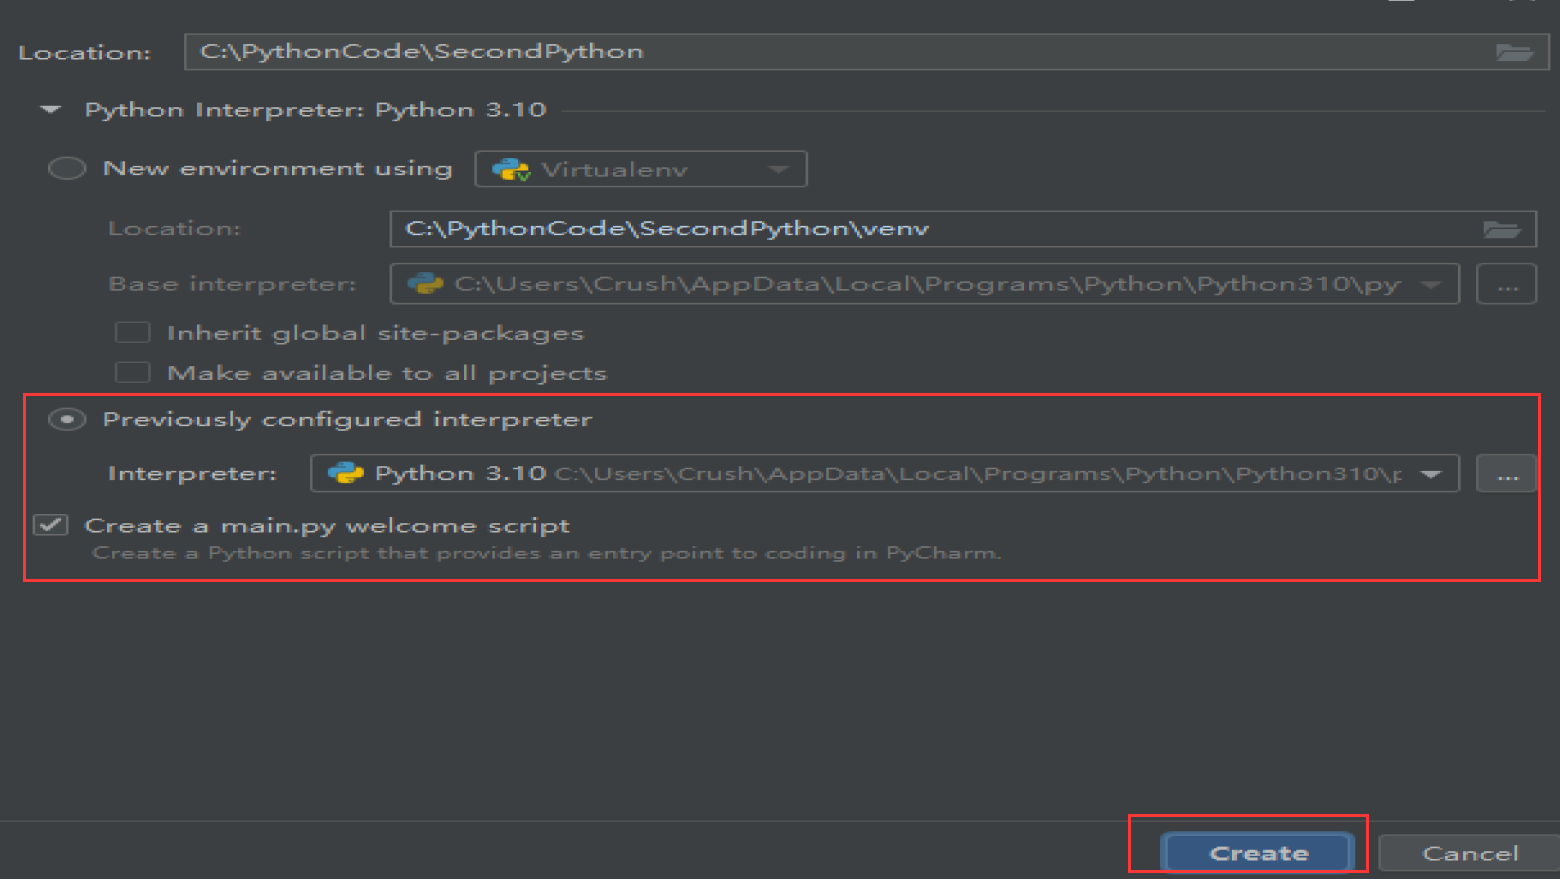 Location: C:\PythonCode\SecondPython
Python Interpreter: Python 3.10
New environment using Virtualenv
Location: C:\PythonCode\SecondPython\venv
Base interpreter: C:\Users\Crush\AppData\Local\Programs\Python\Python310\py ...
Inherit global site-packages
Make available to all projects
Previously configured interpreter
Interpreter: Python 3.10 C:\Users\Crush\AppData\Local\Programs\Python\Python310\p ...
Create a main.py welcome script
Create a Python script that provides an entry point to coding in PyCharm.
Create Cancel